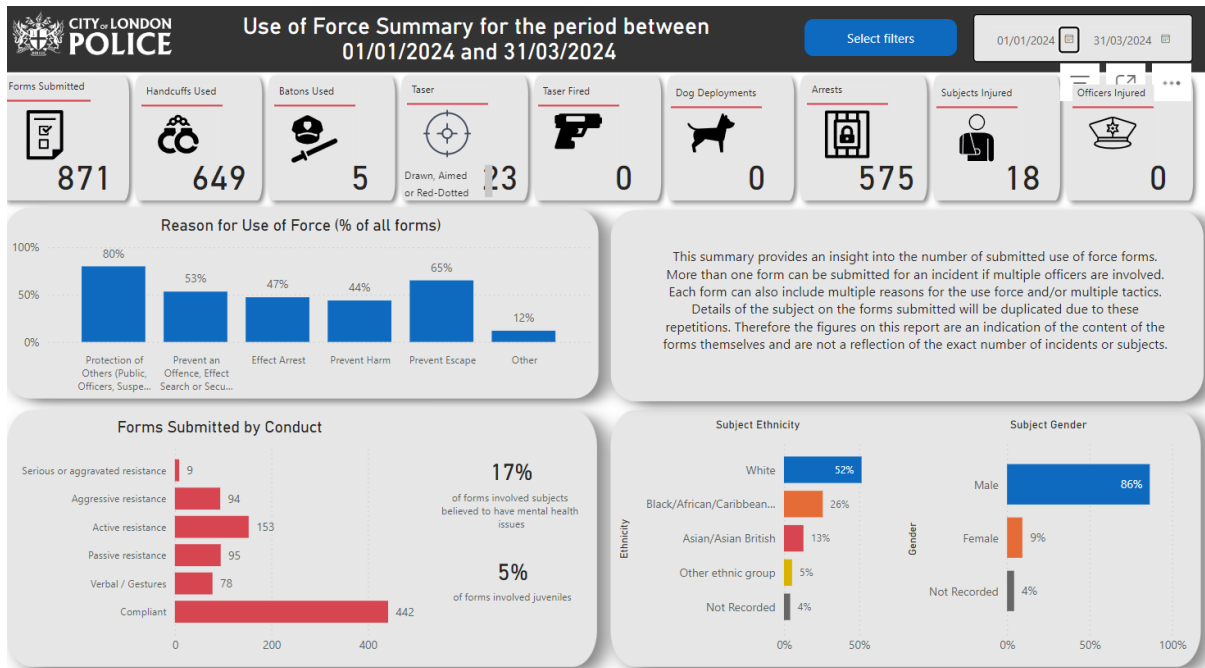 CITY of LONDON
POLICE
Use of Force Summary for the period between
01/01/2024 and 31/03/2024
Select filters
01/01/2024
31/03/2024
Forms Submitted
871
Handcuffs Used
649
Batons Used
5
Taser
Drawn, Aimed
or Red-Dotted
23
Taser Fired
0
Dog Deployments
0
Arrests
575
Subjects Injured
18
Officers Injured
0
Reason for Use of Force (% of all forms)
100%
50%
0%
80%
53%
47%
44%
65%
12%
Protection of
Others (Public,
Officers, Suspe...
Prevent an
Offence, Effect
Search or Secu...
Effect Arrest
Prevent Harm
Prevent Escape
Other
This summary provides an insight into the number of submitted use of force forms.
More than one form can be submitted for an incident if multiple officers are involved.
Each form can also include multiple reasons for the use force and/or multiple tactics.
Details of the subject on the forms submitted will be duplicated due to these
repetitions. Therefore the figures on this report are an indication of the content of the
forms themselves and are not a reflection of the exact number of incidents or subjects.
Forms Submitted by Conduct
Serious or aggravated resistance 9
Aggressive resistance 94
Active resistance 153
Passive resistance 95
Verbal / Gestures 78
Compliant 442
0 200 400
17%
of forms involved subjects
believed to have mental health
issues
5%
of forms involved juveniles
Subject Ethnicity
Ethnicity
White 52%
Black/African/Caribbean... 26%
Asian/Asian British 13%
Other ethnic group 5%
Not Recorded 4%
0% 50%
Subject Gender
Gender
Male 86%
Female 9%
Not Recorded 4%
0% 50% 100%